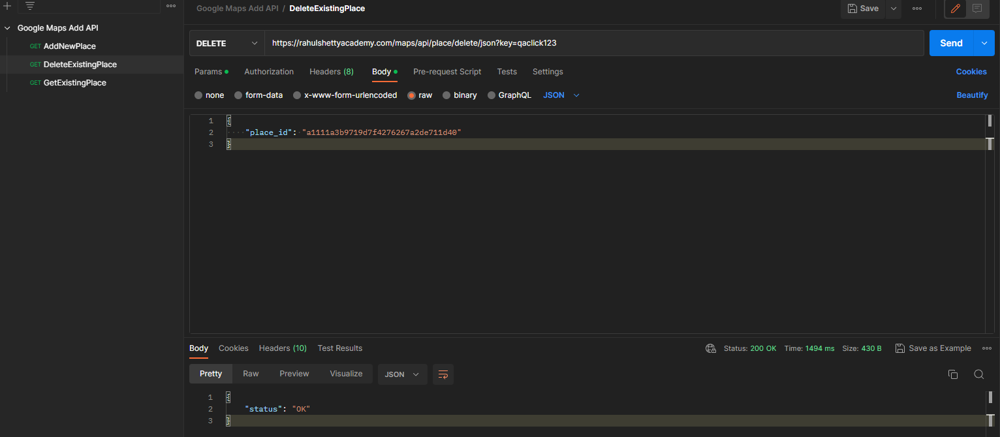 Google Maps Add API / DeleteExistingPlace
Save
Google Maps Add API
GET AddNewPlace
GET DeleteExistingPlace
GET GetExistingPlace
DELETE https://rahulshettyacademy.com/maps/api/place/delete/json?key=qaclick123 Send
Params Authorization Headers (8) Body Pre-request Script Tests Settings Cookies
none form-data x-www-form-urlencoded raw binary GraphQL JSON Beautify
1 {
2 "place_id": "a1111a3b9719d7f4276267a2de711d40"
3 }
Body Cookies Headers (10) Test Results Status: 200 OK Time: 1494 ms Size: 430 B Save as Example
Pretty Raw Preview Visualize JSON
1 {
2 "status": "OK"
3 }